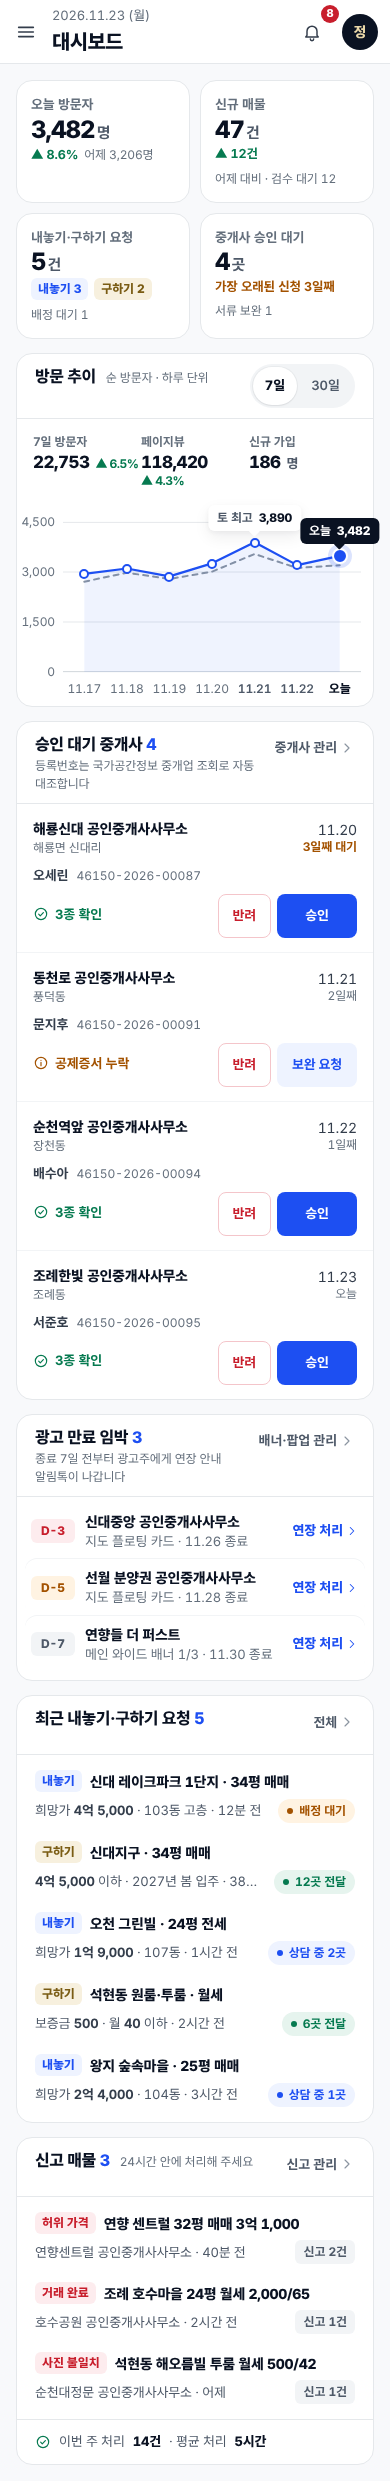 2026.11.23 (월)
대시보드
8
정
오늘 방문자
3,482명
▲ 8.6% 어제 3,206명
신규 매물
47건
▲ 12건
어제 대비 · 검수 대기 12
내놓기·구하기 요청
5건
내놓기 3 구하기 2
배정 대기 1
중개사 승인 대기
4곳
가장 오래된 신청 3일째
서류 보완 1
방문 추이 순 방문자 · 하루 단위
7일 30일
7일 방문자 페이지뷰 신규 가입
22,753 ▲ 6.5% 118,420 186 명
▲ 4.3%
토 최고 3,890
오늘 3,482
4,500
3,000
1,500
0
11.17 11.18 11.19 11.20 11.21 11.22 오늘
승인 대기 중개사 4
중개사 관리
등록번호는 국가공간정보 중개업 조회로 자동
대조합니다
해룡신대 공인중개사사무소 11.20
해룡면 신대리 3일째 대기
오세린 46150-2026-00087
3종 확인 반려 승인
동천로 공인중개사사무소 11.21
풍덕동 2일째
문지후 46150-2026-00091
공제증서 누락 반려 보완 요청
순천역앞 공인중개사사무소 11.22
장천동 1일째
배수아 46150-2026-00094
3종 확인 반려 승인
조례한빛 공인중개사사무소 11.23
조례동 오늘
서준호 46150-2026-00095
3종 확인 반려 승인
광고 만료 임박 3
배너·팝업 관리
종료 7일 전부터 광고주에게 연장 안내
알림톡이 나갑니다
D-3 신대중앙 공인중개사사무소 연장 처리
지도 플로팅 카드 · 11.26 종료
D-5 선월 분양권 공인중개사사무소 연장 처리
지도 플로팅 카드 · 11.28 종료
D-7 연향들 더 퍼스트 연장 처리
메인 와이드 배너 1/3 · 11.30 종료
최근 내놓기·구하기 요청 5 전체
내놓기 신대 레이크파크 1단지 · 34평 매매
희망가 4억 5,000 · 103동 고층 · 12분 전 배정 대기
구하기 신대지구 · 34평 매매
4억 5,000 이하 · 2027년 봄 입주 · 38… 12곳 전달
내놓기 오천 그린빌 · 24평 전세
희망가 1억 9,000 · 107동 · 1시간 전 상담 중 2곳
구하기 석현동 원룸·투룸 · 월세
보증금 500 · 월 40 이하 · 2시간 전 6곳 전달
내놓기 왕지 숲속마을 · 25평 매매
희망가 2억 4,000 · 104동 · 3시간 전 상담 중 1곳
신고 매물 3 24시간 안에 처리해 주세요 신고 관리
허위 가격 연향 센트럴 32평 매매 3억 1,000
연향센트럴 공인중개사사무소 · 40분 전 신고 2건
거래 완료 조례 호수마을 24평 월세 2,000/65
호수공원 공인중개사사무소 · 2시간 전 신고 1건
사진 불일치 석현동 해오름빌 투룸 월세 500/42
순천대정문 공인중개사사무소 · 어제 신고 1건
이번 주 처리 14건 · 평균 처리 5시간